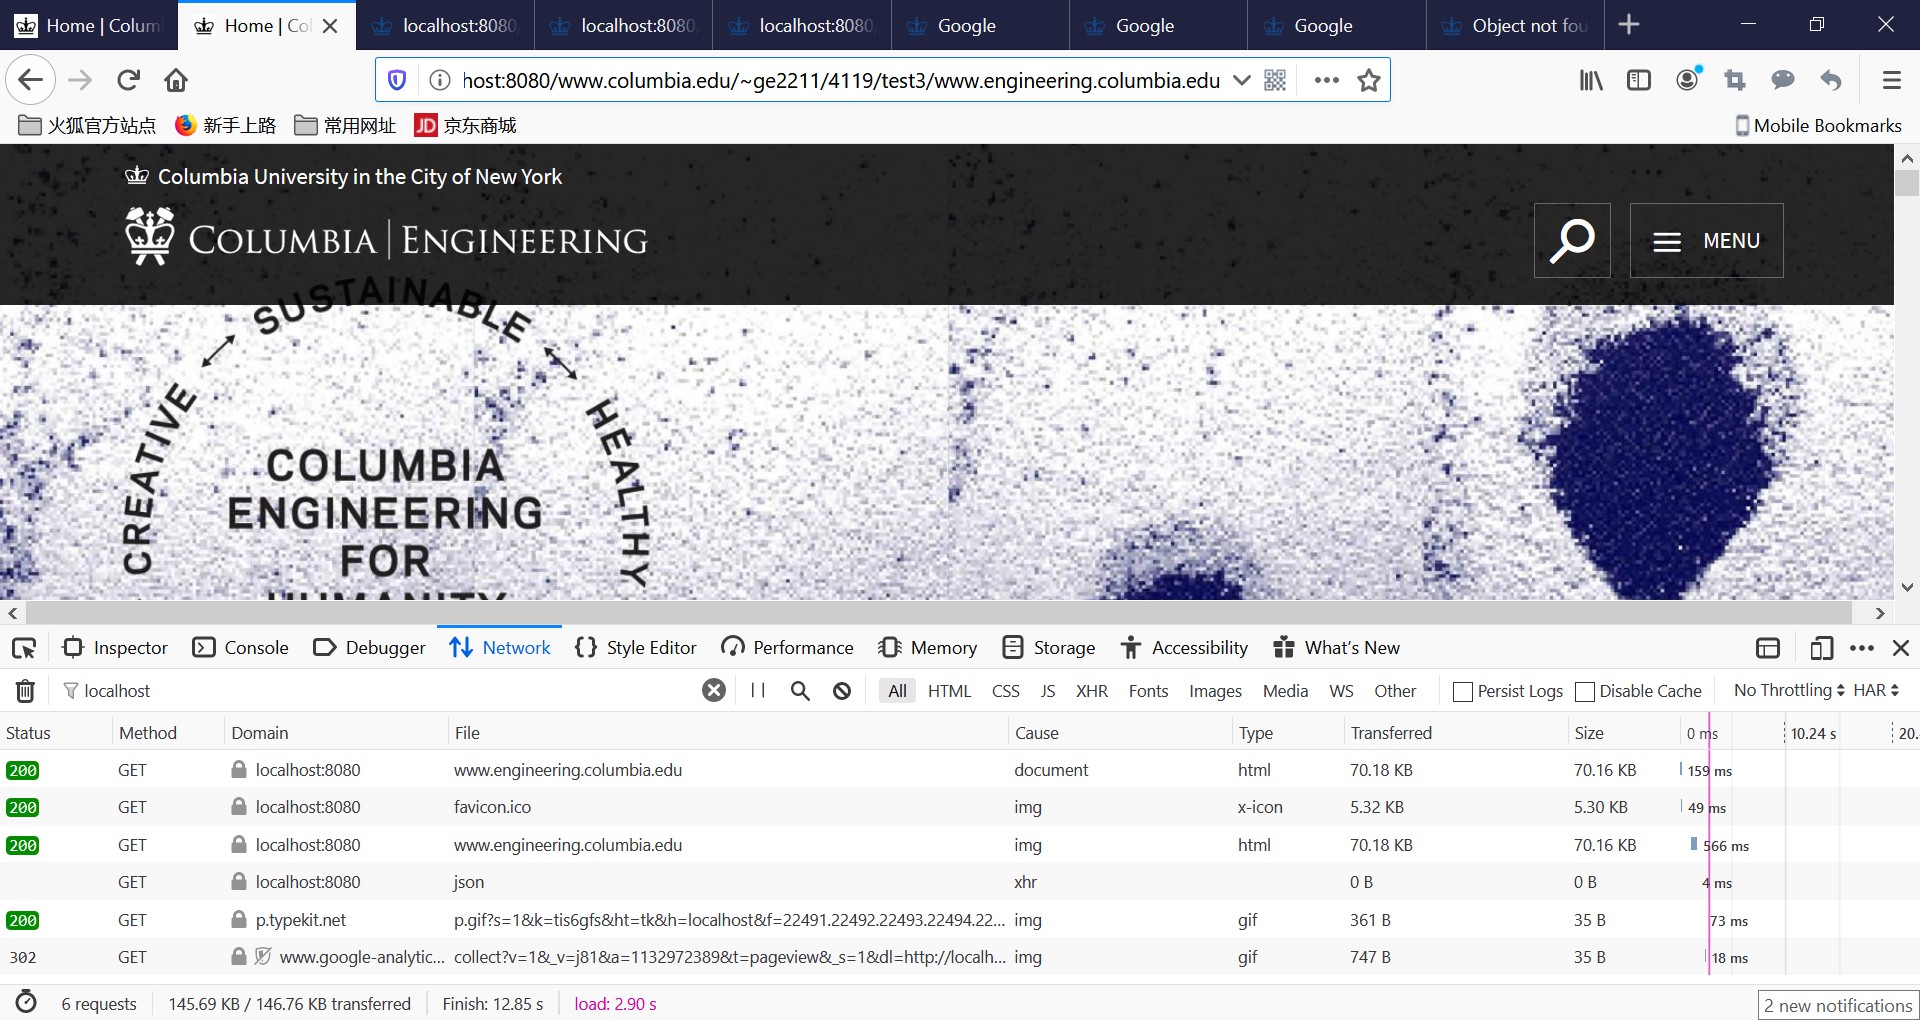 Home | Colum
Home | Col
localhost:8080,
localhost:8080,
localhost:8080,
Google
Google
Google
Object not fou
host:8080/www.columbia.edu/~ge2211/4119/test3/www.engineering.columbia.edu
火狐官方站点
新手上路
常用网址
JD 京东商城
Mobile Bookmarks
Columbia University in the City of New York
COLUMBIA | ENGINEERING
MENU
SUSTAINABLE
CREATIVE
HEALTHY
COLUMBIA
ENGINEERING
FOR
HUMANITY
Inspector Console Debugger Network Style Editor Performance Memory Storage Accessibility What's New
localhost
All HTML CSS JS XHR Fonts Images Media WS Other Persist Logs Disable Cache No Throttling HAR
Status Method Domain File Cause Type Transferred Size 0 ms 10.24 s 20.
200 GET localhost:8080 www.engineering.columbia.edu document html 70.18 KB 70.16 KB 159 ms
200 GET localhost:8080 favicon.ico img x-icon 5.32 KB 5.30 KB 49 ms
200 GET localhost:8080 www.engineering.columbia.edu img html 70.18 KB 70.16 KB 566 ms
GET localhost:8080 json xhr 0 B 0 B 4 ms
200 GET p.typekit.net p.gif?s=1&k=tis6gfs&ht=tk&h=localhost&f=22491.22492.22493.22494.22... img gif 361 B 35 B 73 ms
302 GET www.google-analytic... collect?v=1&_v=j81&a=1132972389&t=pageview&_s=1&dl=http://localh... img gif 747 B 35 B 18 ms
6 requests 145.69 KB / 146.76 KB transferred Finish: 12.85 s load: 2.90 s
2 new notifications